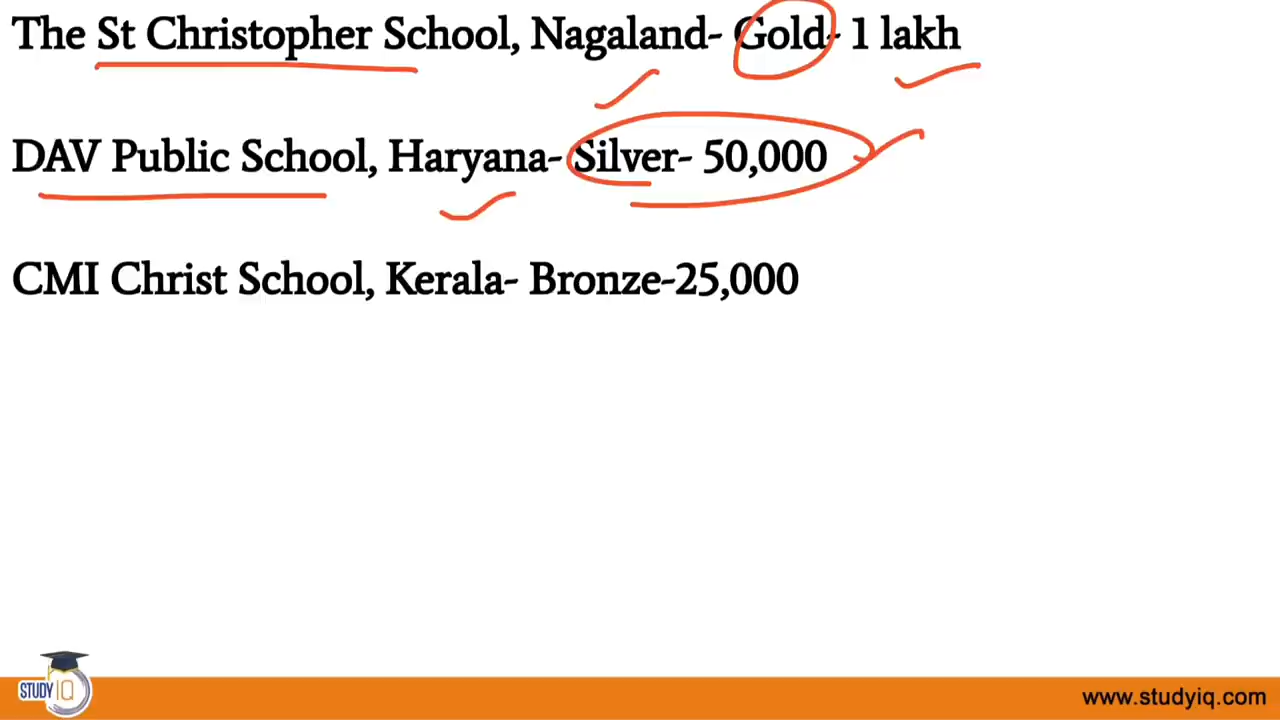 The St Christopher School, Nagaland- Gold- 1 lakh
DAV Public School, Haryana- Silver- 50,000
CMI Christ School, Kerala- Bronze-25,000
STUDY IQ
www.studyiq.com